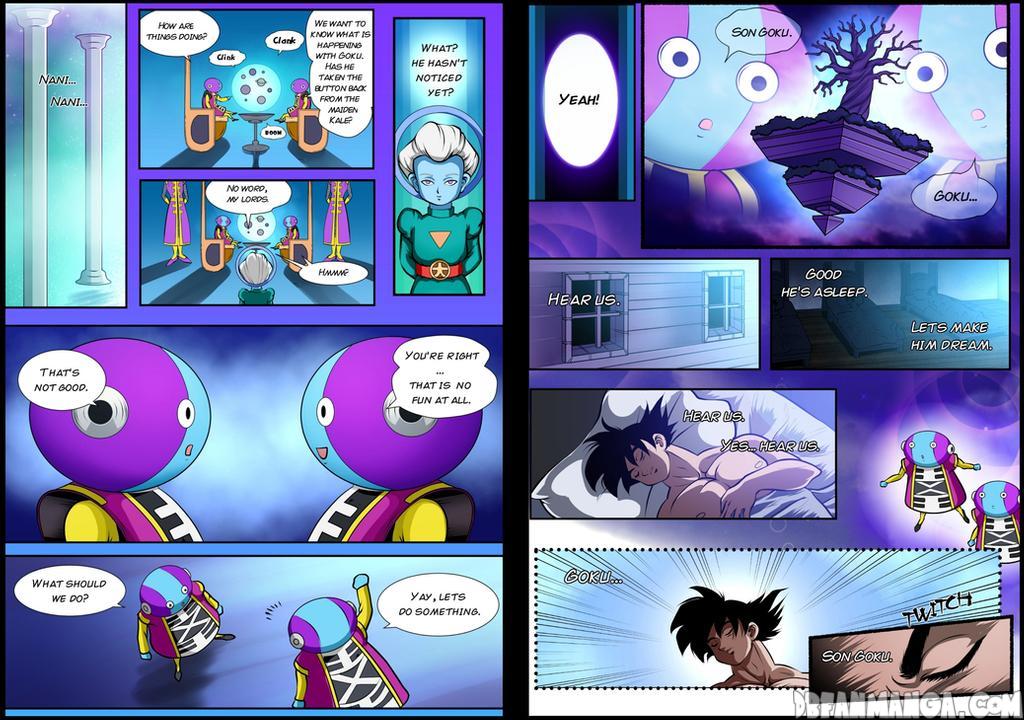 NANI...
NANI...
HOW ARE
THINGS DOING?
Clink
Clank
BOOM
WE WANT TO
KNOW WHAT IS
HAPPENING
WITH GOKU.
HAS HE
TAKEN THE
BUTTON BACK
FROM THE
MAIDEN
KALE?
NO WORD,
MY LORDS.
HMMM?
WHAT?
HE HASN'T
NOTICED
YET?
THAT'S
NOT GOOD.
YOU'RE RIGHT
...
THAT IS NO
FUN AT ALL.
WHAT SHOULD
WE DO?
YAY, LETS
DO SOMETHING.
YEAH!
SON GOKU.
GOKU...
HEAR US.
GOOD
HE'S ASLEEP.
LETS MAKE
HIM DREAM.
HEAR US.
YES... HEAR US.
GOKU...
TWITCH
SON GOKU.
DBFANMANGA.COM